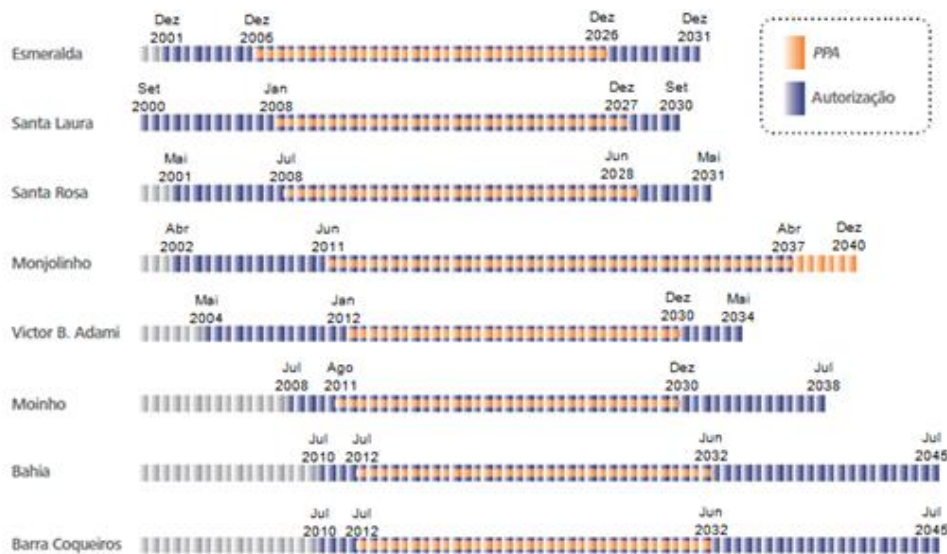 Dez Dez Dez Dez
2001 2006 2026 2031
Esmeralda
Set Jan Dez Set
2000 2008 2027 2030
Santa Laura
Mai Jul Jun Mai
2001 2008 2028 2031
Santa Rosa
Abr Jun Abr Dez
2002 2011 2037 2040
Monjolinho
Mai Jan Dez Mai
2004 2012 2030 2034
Victor B. Adami
Jul Ago Dez Jul
2008 2011 2030 2038
Moinho
Jul Jul Jun Jul
2010 2012 2032 2045
Bahia
Jul Jul Jun Jul
2010 2012 2032 2045
Barra Coqueiros
PPA
Autorização